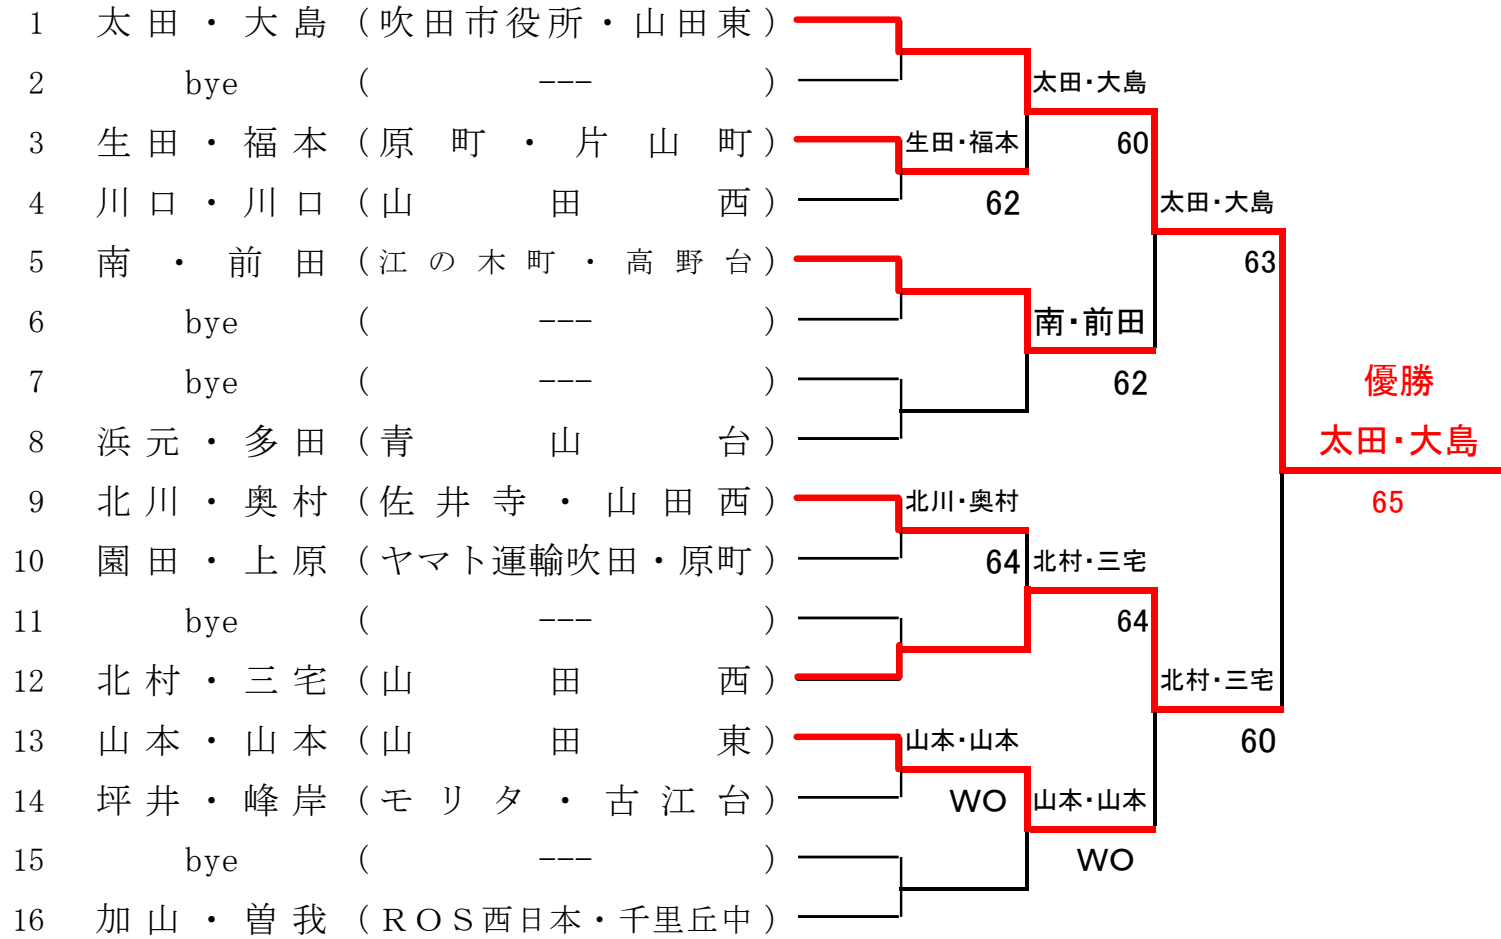 1 太田・大島 (吹田市役所・山田東)
2 bye ( --- )
太田・大島
3 生田・福本 (原町・片山町)
生田・福本
60
4 川口・川口 (山田西)
62
太田・大島
5 南・前田 (江の木町・高野台)
63
6 bye ( --- )
南・前田
7 bye ( --- )
62
優勝
8 浜元・多田 (青山台)
太田・大島
9 北川・奥村 (佐井寺・山田西)
北川・奥村
65
10 園田・上原 (ヤマト運輸吹田・原町)
64
北村・三宅
11 bye ( --- )
64
12 北村・三宅 (山田西)
北村・三宅
13 山本・山本 (山田東)
山本・山本
60
14 坪井・峰岸 (モリタ・古江台)
WO
山本・山本
15 bye ( --- )
WO
16 加山・曽我 (ROS西日本・千里丘中)